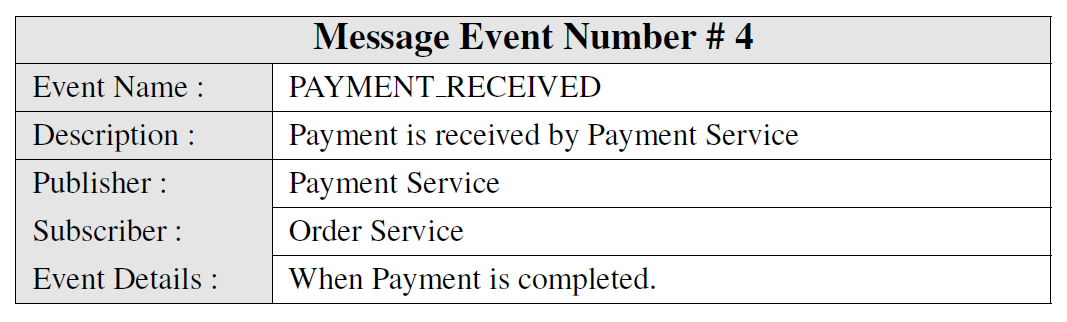 Message Event Number # 4
Event Name : PAYMENT_RECEIVED
Description : Payment is received by Payment Service
Publisher : Payment Service
Subscriber : Order Service
Event Details : When Payment is completed.